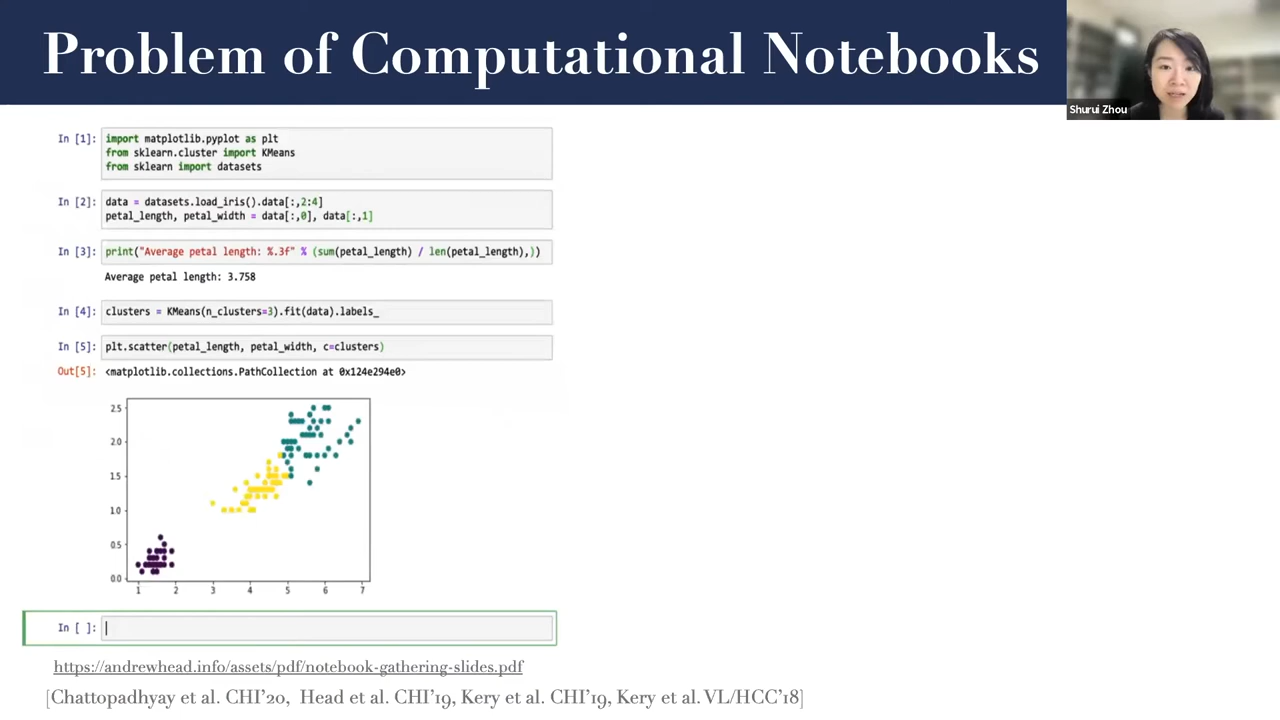 Problem of Computational Notebooks
Shurui Zhou
In [1]: import matplotlib.pyplot as plt
from sklearn.cluster import KMeans
from sklearn import datasets
In [2]: data = datasets.load_iris().data[:,2:4]
petal_length, petal_width = data[:,0], data[:,1]
In [3]: print("Average petal length: %.3f" % (sum(petal_length) / len(petal_length),))
Average petal length: 3.758
In [4]: clusters = KMeans(n_clusters=3).fit(data).labels_
In [5]: plt.scatter(petal_length, petal_width, c=clusters)
Out[5]: <matplotlib.collections.PathCollection at 0x124e294e0>
2.5
2.0
1.5
1.0
0.5
0.0
1 2 3 4 5 6 7
In [ ]:
https://andrewhead.info/assets/pdf/notebook-gathering-slides.pdf
[Chattopadhyay et al. CHI’20, Head et al. CHI’19, Kery et al. CHI’19, Kery et al. VL/HCC’18]